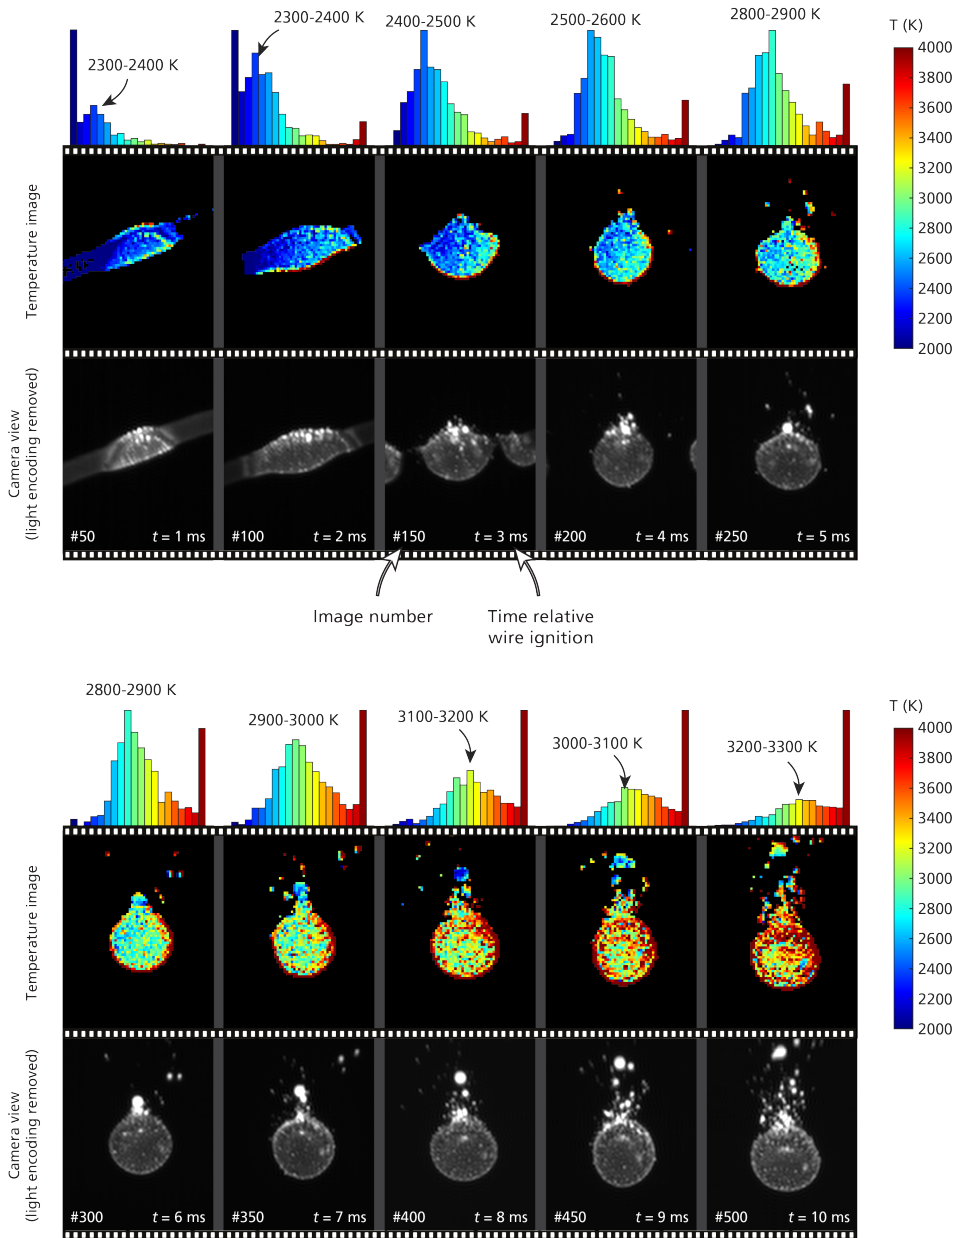 2300-2400 K
2300-2400 K
2400-2500 K
2500-2600 K
2800-2900 K
T (K)
4000
3800
3600
3400
3200
3000
2800
2600
2400
2200
2000
Temperature image
Camera view
(light encoding removed)
#50 t = 1 ms
#100 t = 2 ms
#150 t = 3 ms
#200 t = 4 ms
#250 t = 5 ms
Image number
Time relative
wire ignition
2800-2900 K
2900-3000 K
3100-3200 K
3000-3100 K
3200-3300 K
T (K)
4000
3800
3600
3400
3200
3000
2800
2600
2400
2200
2000
Temperature image
Camera view
(light encoding removed)
#300 t = 6 ms
#350 t = 7 ms
#400 t = 8 ms
#450 t = 9 ms
#500 t = 10 ms